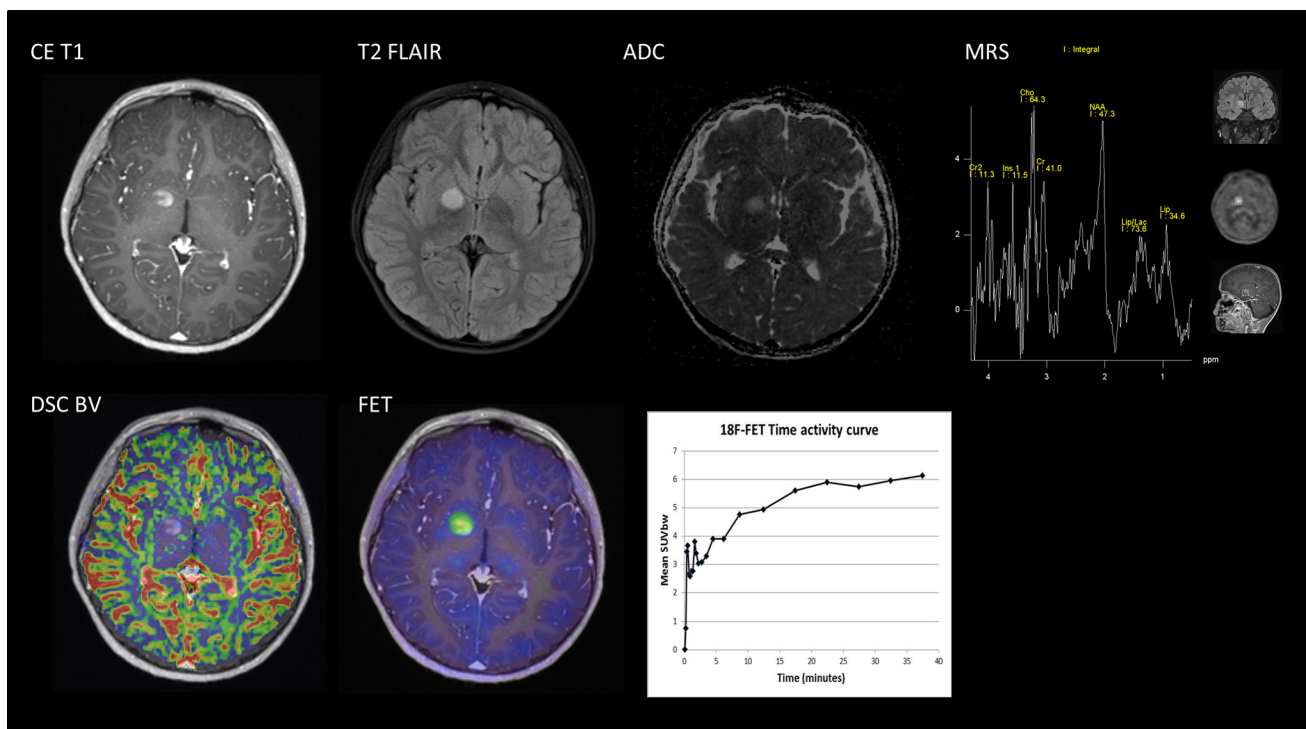 CE T1
T2 FLAIR
ADC
MRS
I : Integral
Cho
I : 64.3
NAA
I : 47.3
Cr2
I : 11.3
Ins 1
I : 11.5
Cr
I : 41.0
Lip/Lac
I : 73.6
Lip
I : 34.6
4
2
0
4
3
2
1
ppm
DSC BV
FET
18F-FET Time activity curve
Mean SUVbw
7
6
5
4
3
2
1
0
0
5
10
15
20
25
30
35
40
Time (minutes)